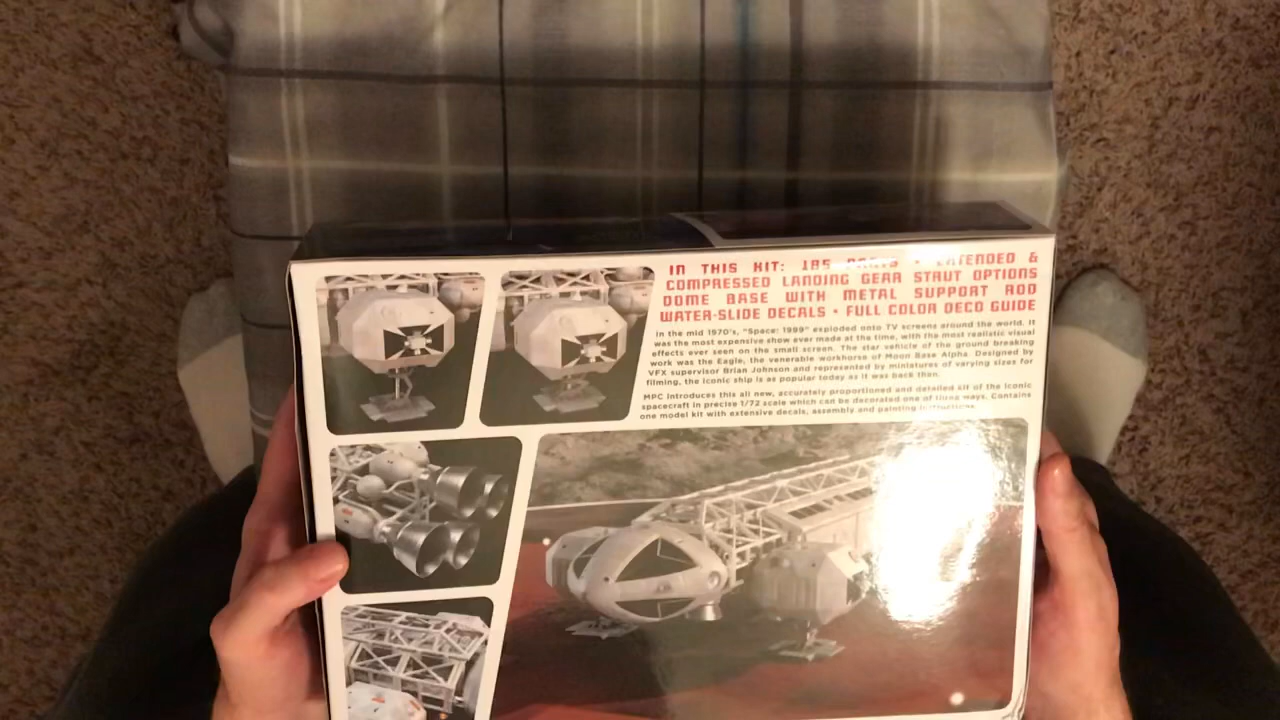 IN THIS KIT: 185 PARTS • EXTENDED &
COMPRESSED LANDING GEAR STRUT OPTIONS
DOME BASE WITH METAL SUPPORT ROD
WATER-SLIDE DECALS • FULL COLOR DECO GUIDE
In the mid 1970's, "Space: 1999" exploded onto TV screens around the world. It
was the most expensive show ever made at the time, with the most realistic visual
effects ever seen on the small screen. The star vehicle of the ground breaking
work was the Eagle, the venerable workhorse of Moon Base Alpha. Designed by
VFX supervisor Brian Johnson and represented by miniatures of varying sizes for
filming, the iconic ship is as popular today as it was back then.
MPC introduces this all new, accurately proportioned and detailed kit of the iconic
spacecraft in precise 1/72 scale which can be decorated one of three ways. Contains
one model kit with extensive decals, assembly and painting instructions.